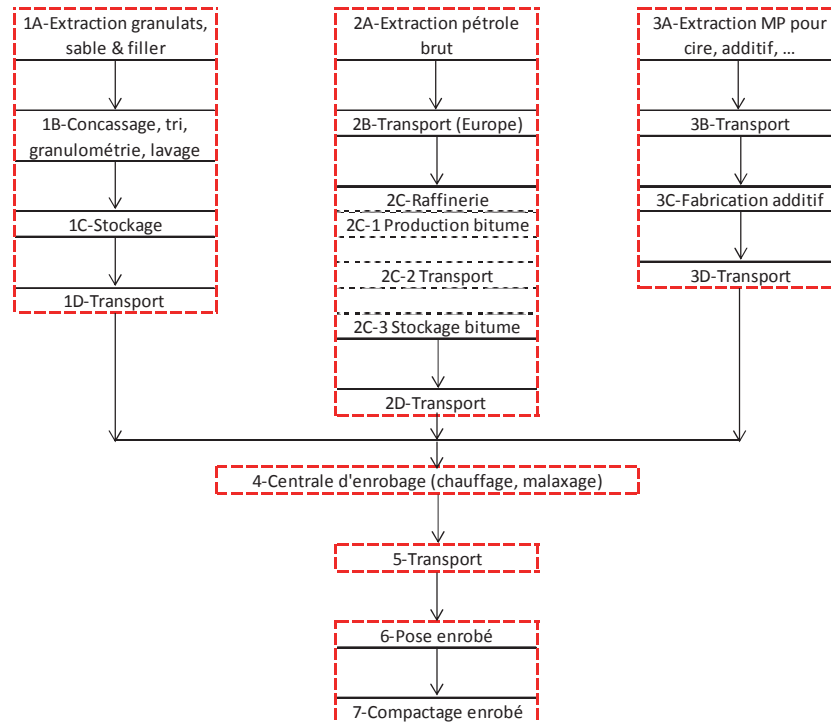 1A-Extraction granulats,
sable & filler
1B-Concassage, tri,
granulométrie, lavage
1C-Stockage
1D-Transport
2A-Extraction pétrole
brut
2B-Transport (Europe)
2C-Raffinerie
2C-1 Production bitume
2C-2 Transport
2C-3 Stockage bitume
2D-Transport
3A-Extraction MP pour
cire, additif, ...
3B-Transport
3C-Fabrication additif
3D-Transport
4-Centrale d'enrobage (chauffage, malaxage)
5-Transport
6-Pose enrobé
7-Compactage enrobé